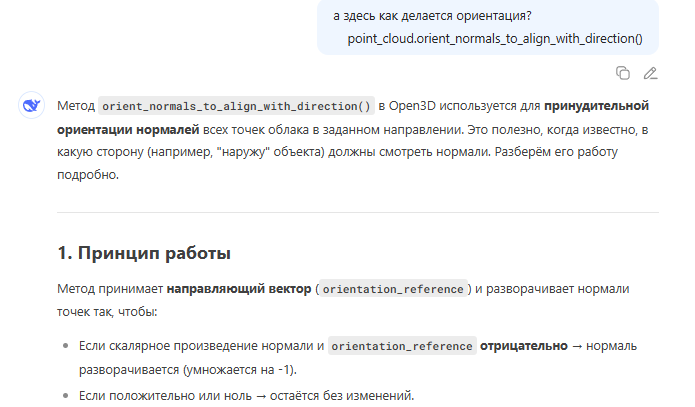 а здесь как делается ориентация?
point_cloud.orient_normals_to_align_with_direction()
Метод orient_normals_to_align_with_direction() в Open3D используется для принудительной
ориентации нормалей всех точек облака в заданном направлении. Это полезно, когда известно, в
какую сторону (например, "наружу" объекта) должны смотреть нормали. Разберём его работу
подробно.
1. Принцип работы
Метод принимает направляющий вектор (orientation_reference) и разворачивает нормали
точек так, чтобы:
• Если скалярное произведение нормали и orientation_reference отрицательно → нормаль
разворачивается (умножается на -1).
• Если положительно или ноль → остаётся без изменений.